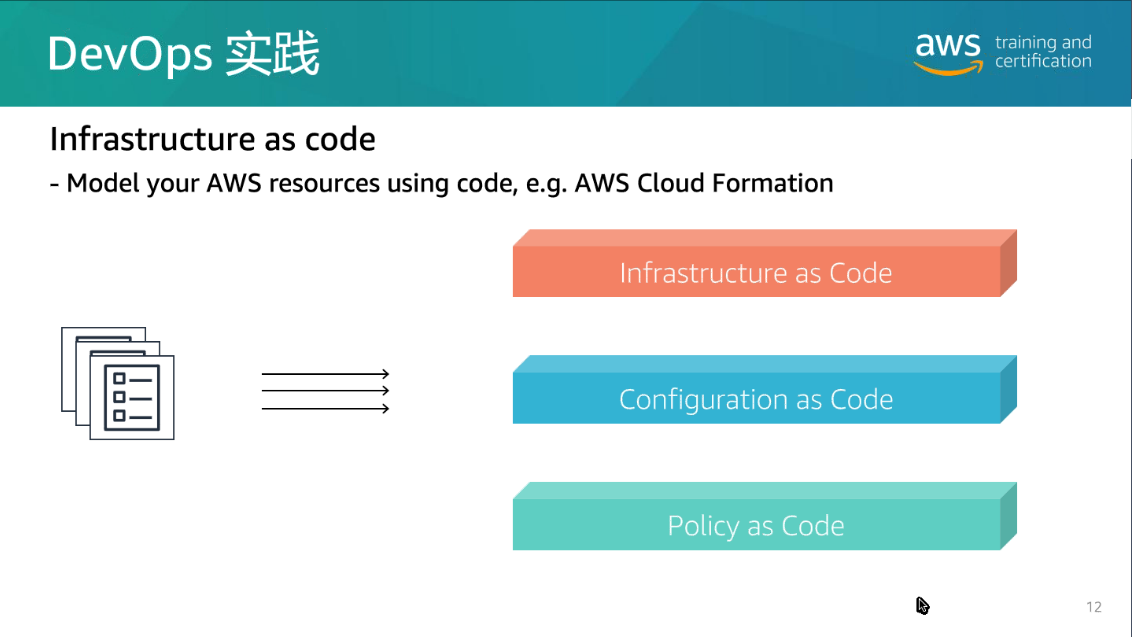 DevOps 实践
aws training and
certification
Infrastructure as code
- Model your AWS resources using code, e.g. AWS Cloud Formation
Infrastructure as Code
Configuration as Code
Policy as Code
12